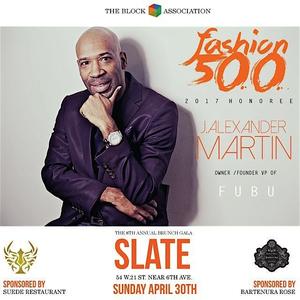 THE BLOCK ASSOCIATION
fashion
500
2017 HONOREE
J.ALEXANDER
MARTIN
OWNER /FOUNDER VP OF
FUBU
THE 8TH ANNUAL BRUNCH GALA
SLATE
54 W.21 ST. NEAR 6TH AVE.
SUNDAY APRIL 30TH
SPONSORED BY
SUEDE RESTAURANT
SPONSORED BY
BARTENURA ROSE